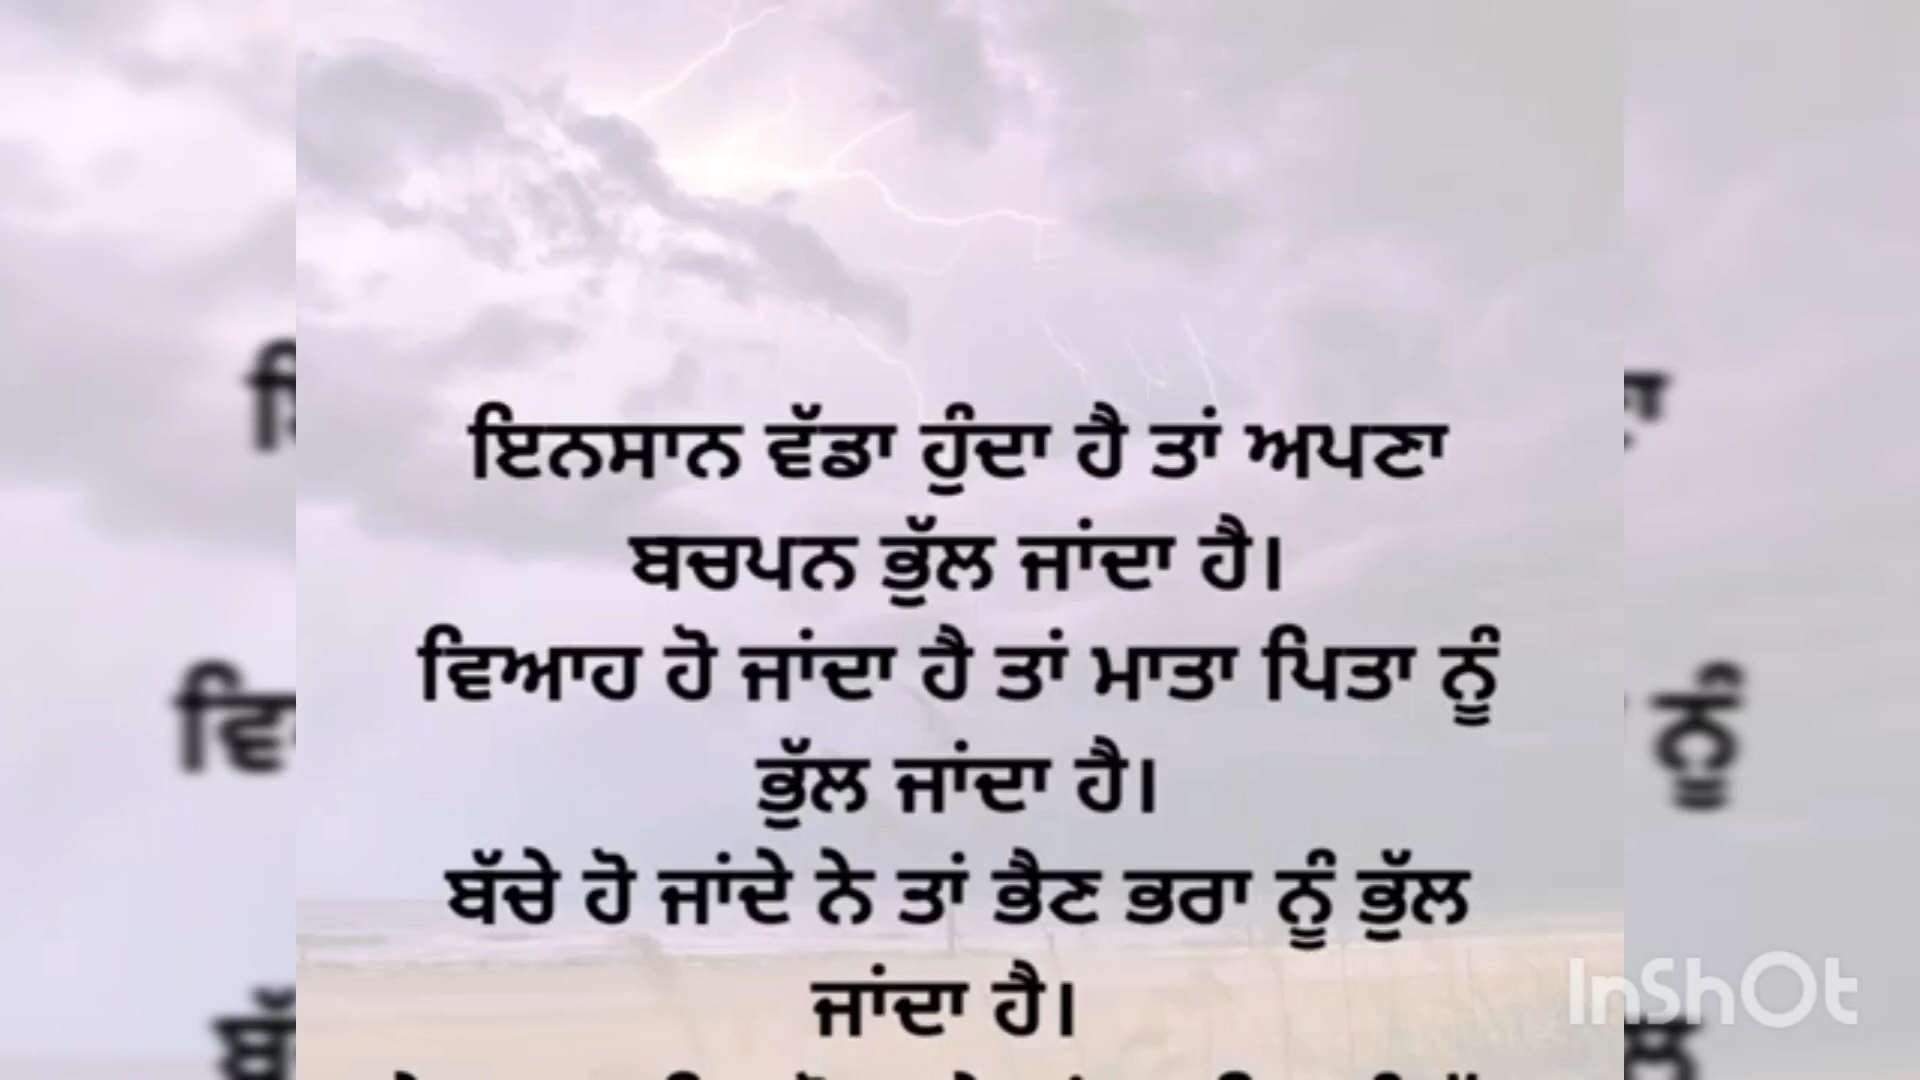 ਇਨਸਾਨ ਵੱਡਾ ਹੁੰਦਾ ਹੈ ਤਾਂ ਅਪਣਾ
ਬਚਪਨ ਭੁੱਲ ਜਾਂਦਾ ਹੈ।
ਵਿਆਹ ਹੋ ਜਾਂਦਾ ਹੈ ਤਾਂ ਮਾਤਾ ਪਿਤਾ ਨੂੰ
ਭੁੱਲ ਜਾਂਦਾ ਹੈ।
ਬੱਚੇ ਹੋ ਜਾਂਦੇ ਨੇ ਤਾਂ ਭੈਣ ਭਰਾ ਨੂੰ ਭੁੱਲ
ਜਾਂਦਾ ਹੈ।
InShOt